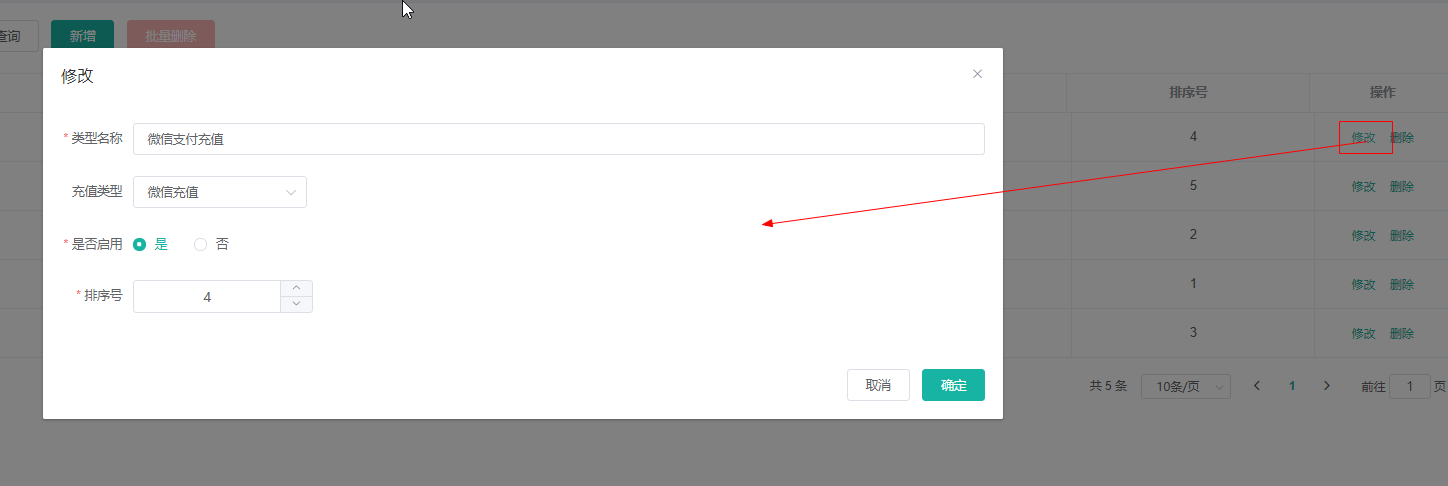 查询 新增 批量删除
修改
排序号 操作
* 类型名称 微信支付充值
4 修改 删除
充值类型 微信充值
5 修改 删除
* 是否启用 是 否
2 修改 删除
* 排序号 4
1 修改 删除
3 修改 删除
取消 确定
共 5 条 10条/页 1 前往 1 页